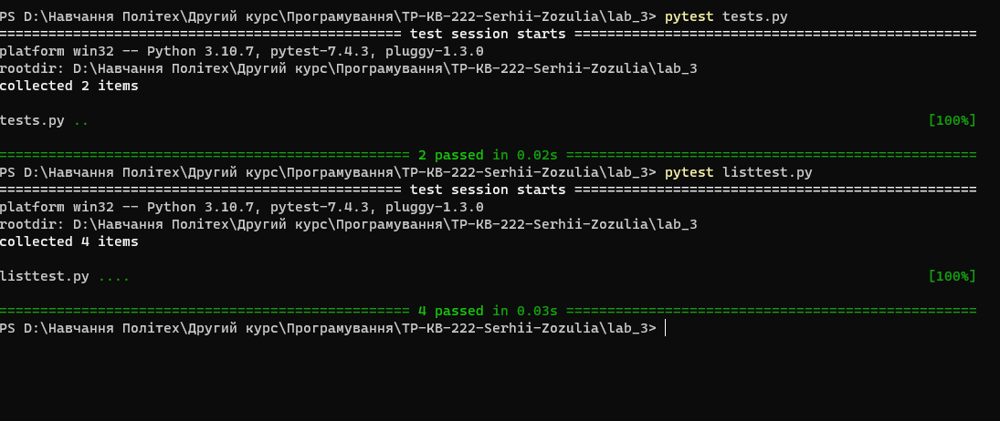 PS D:\Навчання Політех\Другий курс\Програмування\TP-KB-222-Serhii-Zozulia\lab_3> pytest tests.py
================================================= test session starts =================================================
platform win32 -- Python 3.10.7, pytest-7.4.3, pluggy-1.3.0
rootdir: D:\Навчання Політех\Другий курс\Програмування\TP-KB-222-Serhii-Zozulia\lab_3
collected 2 items
tests.py .. [100%]
================================================== 2 passed in 0.02s ==================================================
PS D:\Навчання Політех\Другий курс\Програмування\TP-KB-222-Serhii-Zozulia\lab_3> pytest listtest.py
================================================= test session starts =================================================
platform win32 -- Python 3.10.7, pytest-7.4.3, pluggy-1.3.0
rootdir: D:\Навчання Політех\Другий курс\Програмування\TP-KB-222-Serhii-Zozulia\lab_3
collected 4 items
listtest.py .... [100%]
================================================== 4 passed in 0.03s ==================================================
PS D:\Навчання Політех\Другий курс\Програмування\TP-KB-222-Serhii-Zozulia\lab_3>